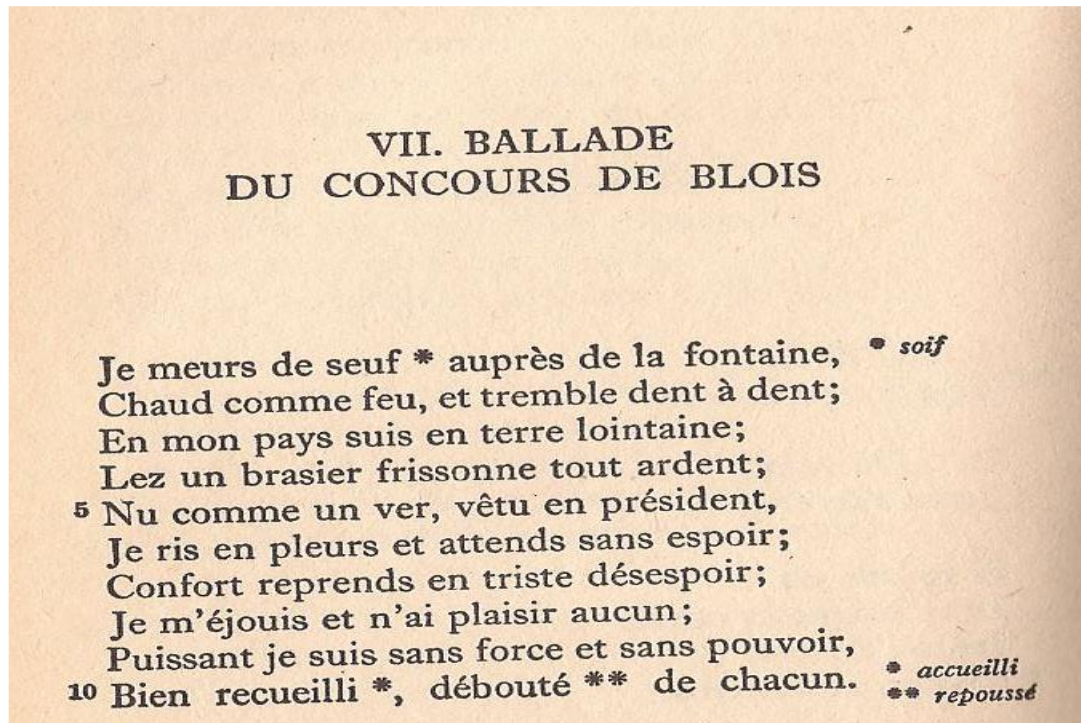 VII. BALLADE
DU CONCOURS DE BLOIS
Je meurs de seuf * auprès de la fontaine, * soif
Chaud comme feu, et tremble dent à dent;
En mon pays suis en terre lointaine;
Lez un brasier frissonne tout ardent;
5 Nu comme un ver, vêtu en président,
Je ris en pleurs et attends sans espoir;
Confort reprends en triste désespoir;
Je m'éjouis et n'ai plaisir aucun;
Puissant je suis sans force et sans pouvoir,
10 Bien recueilli *, débouté ** de chacun. * accueilli
** repoussé